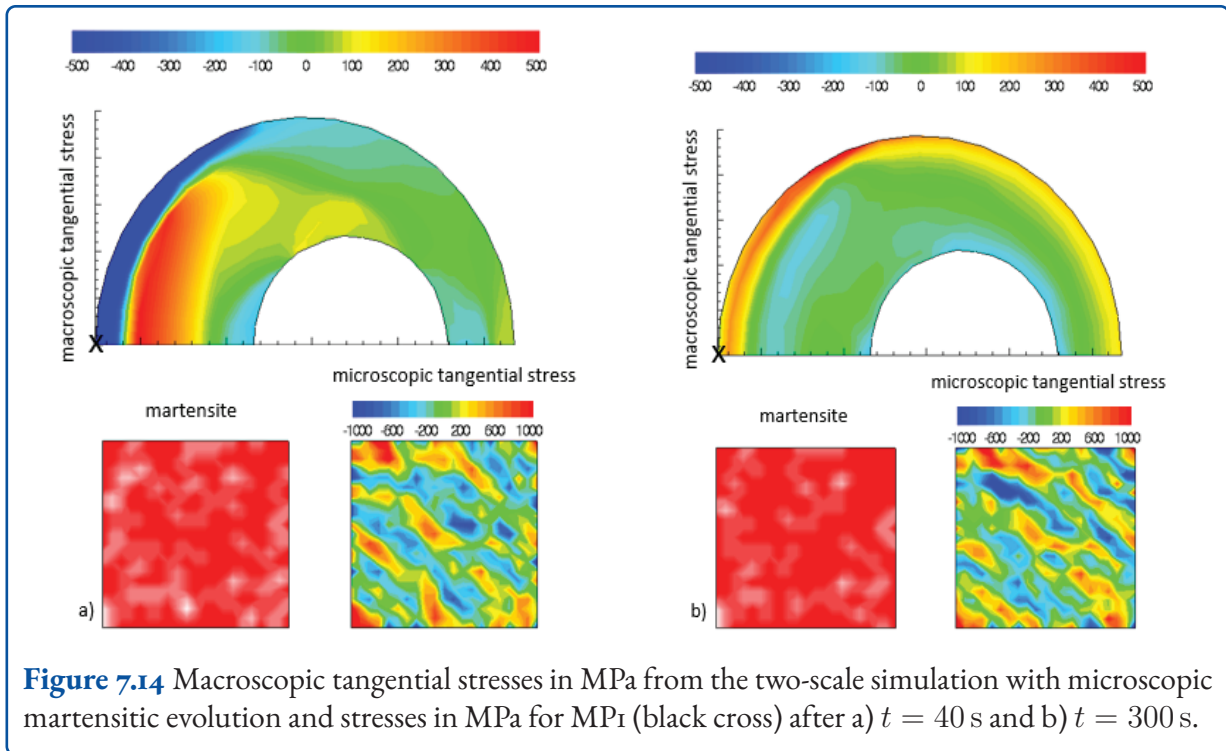 -500 -400 -300 -200 -100 0 100 200 300 400 500
macroscopic tangential stress
X
microscopic tangential stress
martensite
-1000 -600 -200 200 600 1000
a)
-500 -400 -300 -200 -100 0 100 200 300 400 500
macroscopic tangential stress
X
microscopic tangential stress
martensite
-1000 -600 -200 200 600 1000
b)
Figure 7.14 Macroscopic tangential stresses in MPa from the two-scale simulation with microscopic
martensitic evolution and stresses in MPa for MP1 (black cross) after a) t = 40 s and b) t = 300 s.